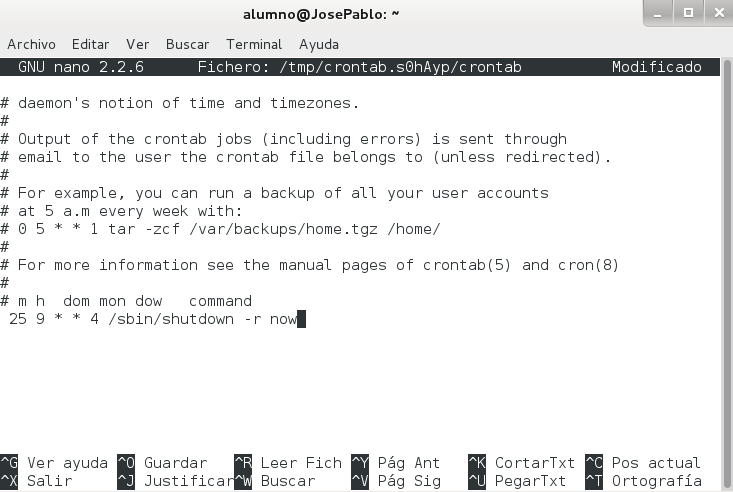 alumno@JosePablo: ~
Archivo Editar Ver Buscar Terminal Ayuda
GNU nano 2.2.6 Fichero: /tmp/crontab.s0hAyp/crontab Modificado
# daemon's notion of time and timezones.
#
# Output of the crontab jobs (including errors) is sent through
# email to the user the crontab file belongs to (unless redirected).
#
# For example, you can run a backup of all your user accounts
# at 5 a.m every week with:
# 0 5 * * 1 tar -zcf /var/backups/home.tgz /home/
#
# For more information see the manual pages of crontab(5) and cron(8)
#
# m h  dom mon dow   command
25 9 * * 4 /sbin/shutdown -r now
^G Ver ayuda ^O Guardar ^R Leer Fich ^Y Pág Ant ^K CortarTxt ^C Pos actual
^X Salir ^J Justificar ^W Buscar ^V Pág Sig ^U PegarTxt ^T Ortografía